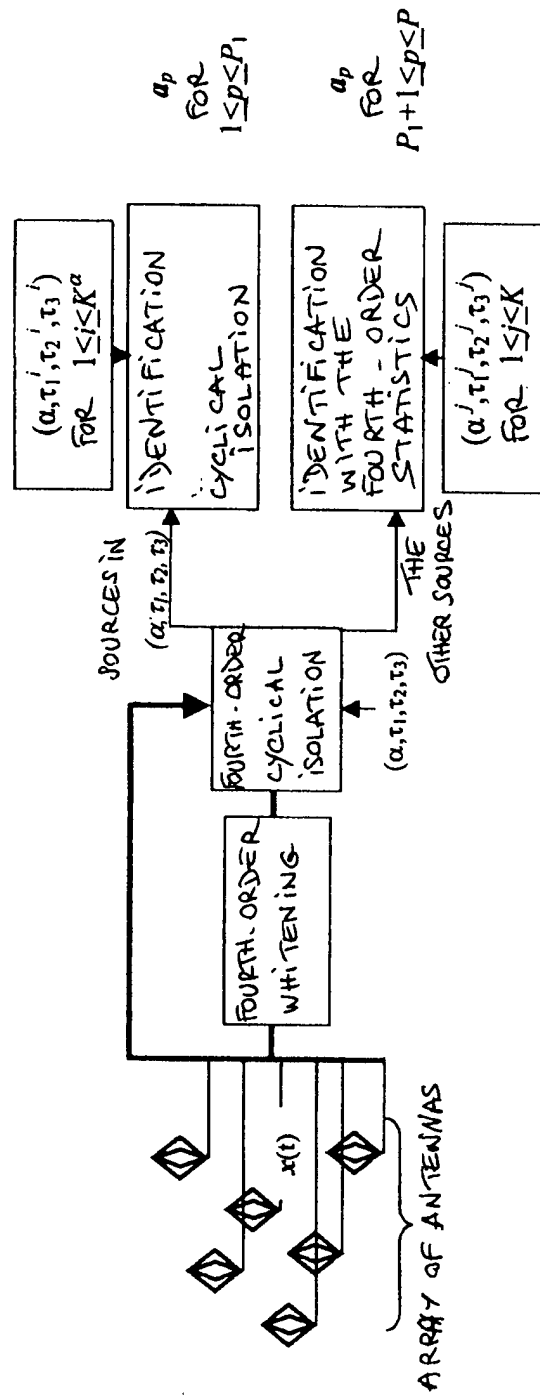 ARRAY OF ANTENNAS
x(t)
FOURTH-ORDER
WHITENING
FOURTH-ORDER
CYCLICAL
ISOLATION
(α,τ₁,τ₂,τ₃)
SOURCES IN
(α,τ₁,τ₂,τ₃)
THE
OTHER SOURCES
(α,τ₁ⁱ,τ₂ⁱ,τ₃ⁱ)
FOR 1≤i≤Kᵅ
IDENTIFICATION
CYCLICAL
ISOLATION
IDENTIFICATION
WITH THE
FOURTH-ORDER
STATISTICS
(αʲ,τ₁ʲ,τ₂ʲ,τ₃ʲ)
FOR 1≤j≤K
aₚ
FOR
1≤p≤P₁
aₚ
FOR
P₁+1≤p≤P